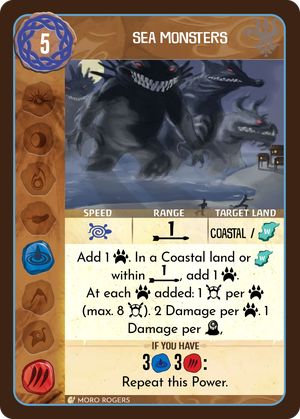 5
SEA MONSTERS
SPEED RANGE TARGET LAND
1 COASTAL /
Add 1 . In a Coastal land or
within 1, add 1 .
At each added: 1 per
(max. 8 ). 2 Damage per . 1
Damage per .
IF YOU HAVE
3 3 :
Repeat this Power.
MORO ROGERS